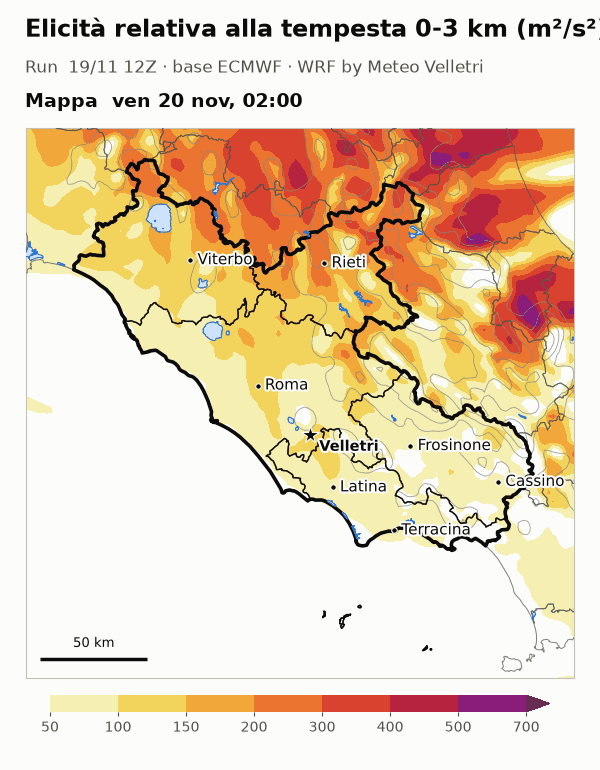 Elicità relativa alla tempesta 0-3 km (m²/s²)
Run 19/11 12Z · base ECMWF · WRF by Meteo Velletri
Mappa ven 20 nov, 02:00
Viterbo
Rieti
Roma
Velletri
Frosinone
Cassino
Latina
Terracina
50 km
50 100 150 200 300 400 500 700